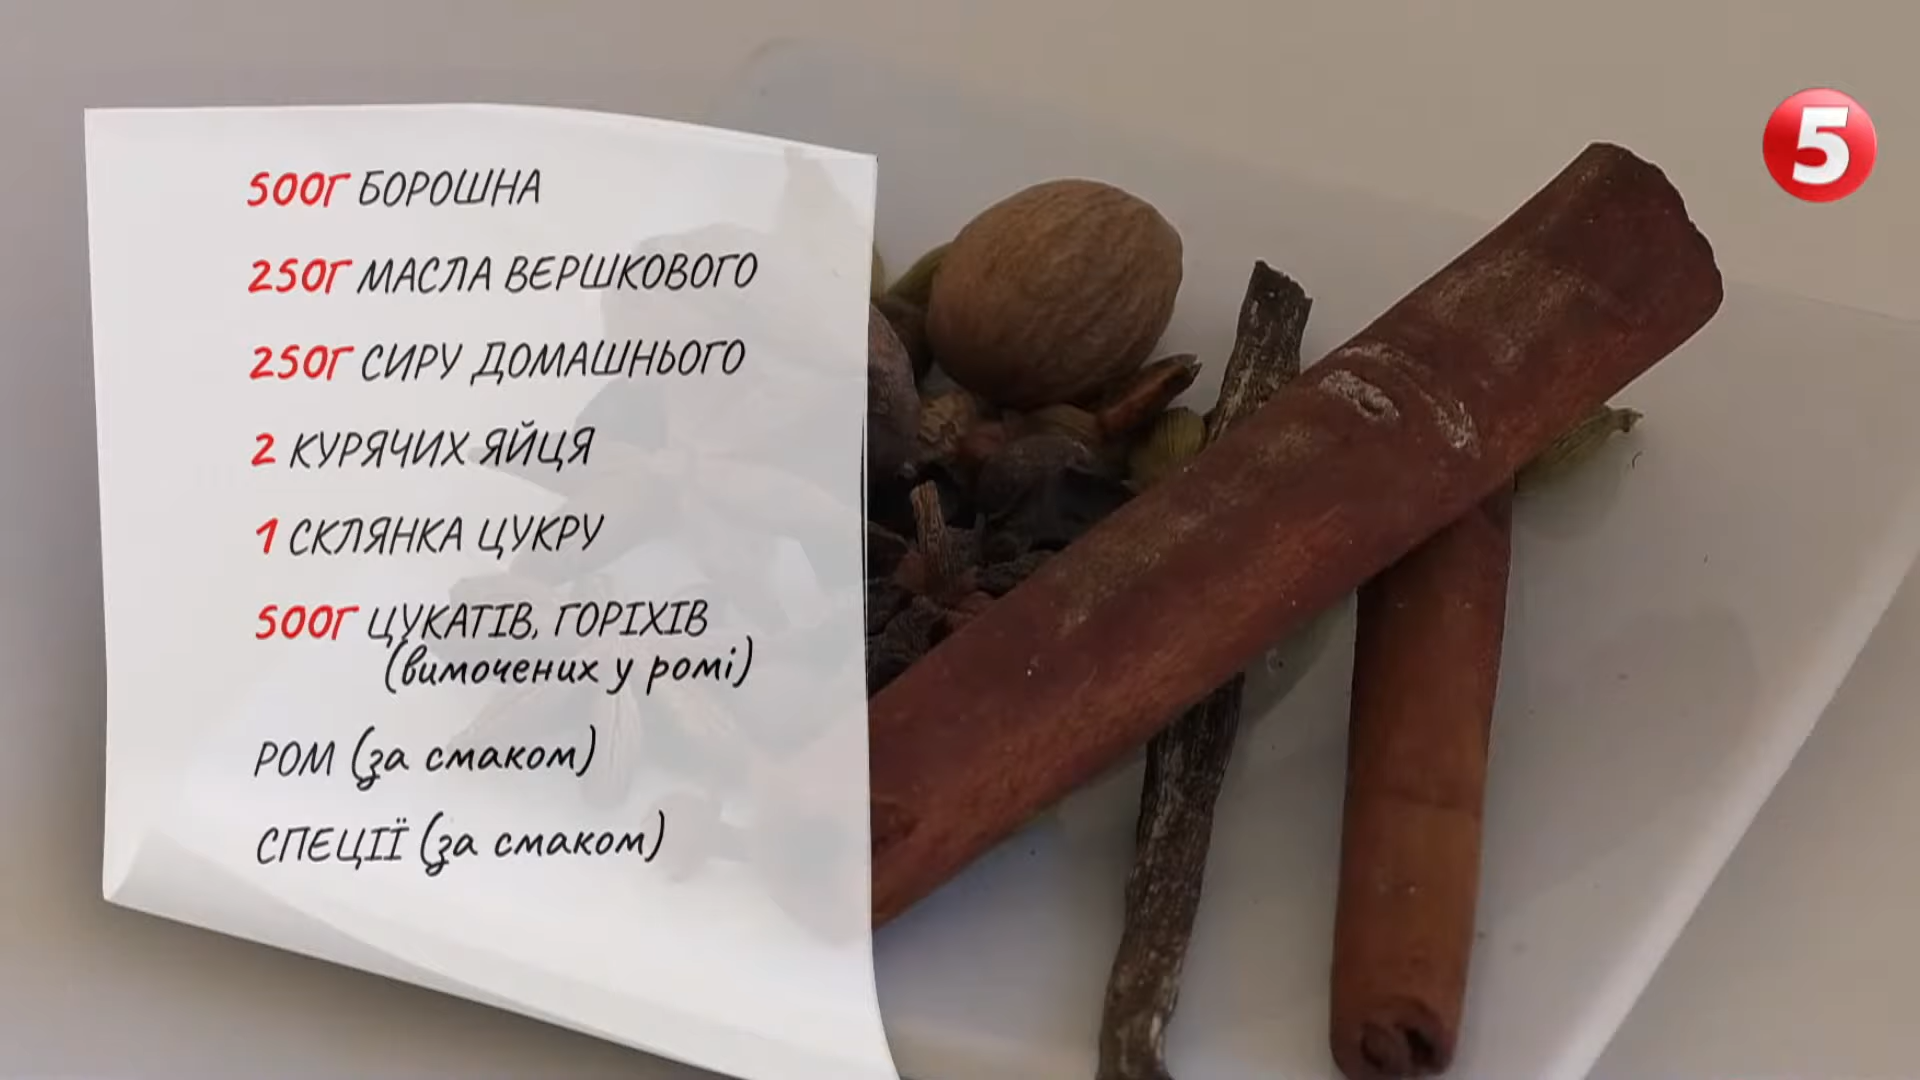 500Г БОРОШНА
250Г МАСЛА ВЕРШКОВОГО
250Г СИРУ ДОМАШНЬОГО
2 КУРЯЧИХ ЯЙЦЯ
1 СКЛЯНКА ЦУКРУ
500Г ЦУКАТІВ, ГОРІХІВ
(вимочених у ромі)
РОМ (за смаком)
СПЕЦІЇ (за смаком)
5